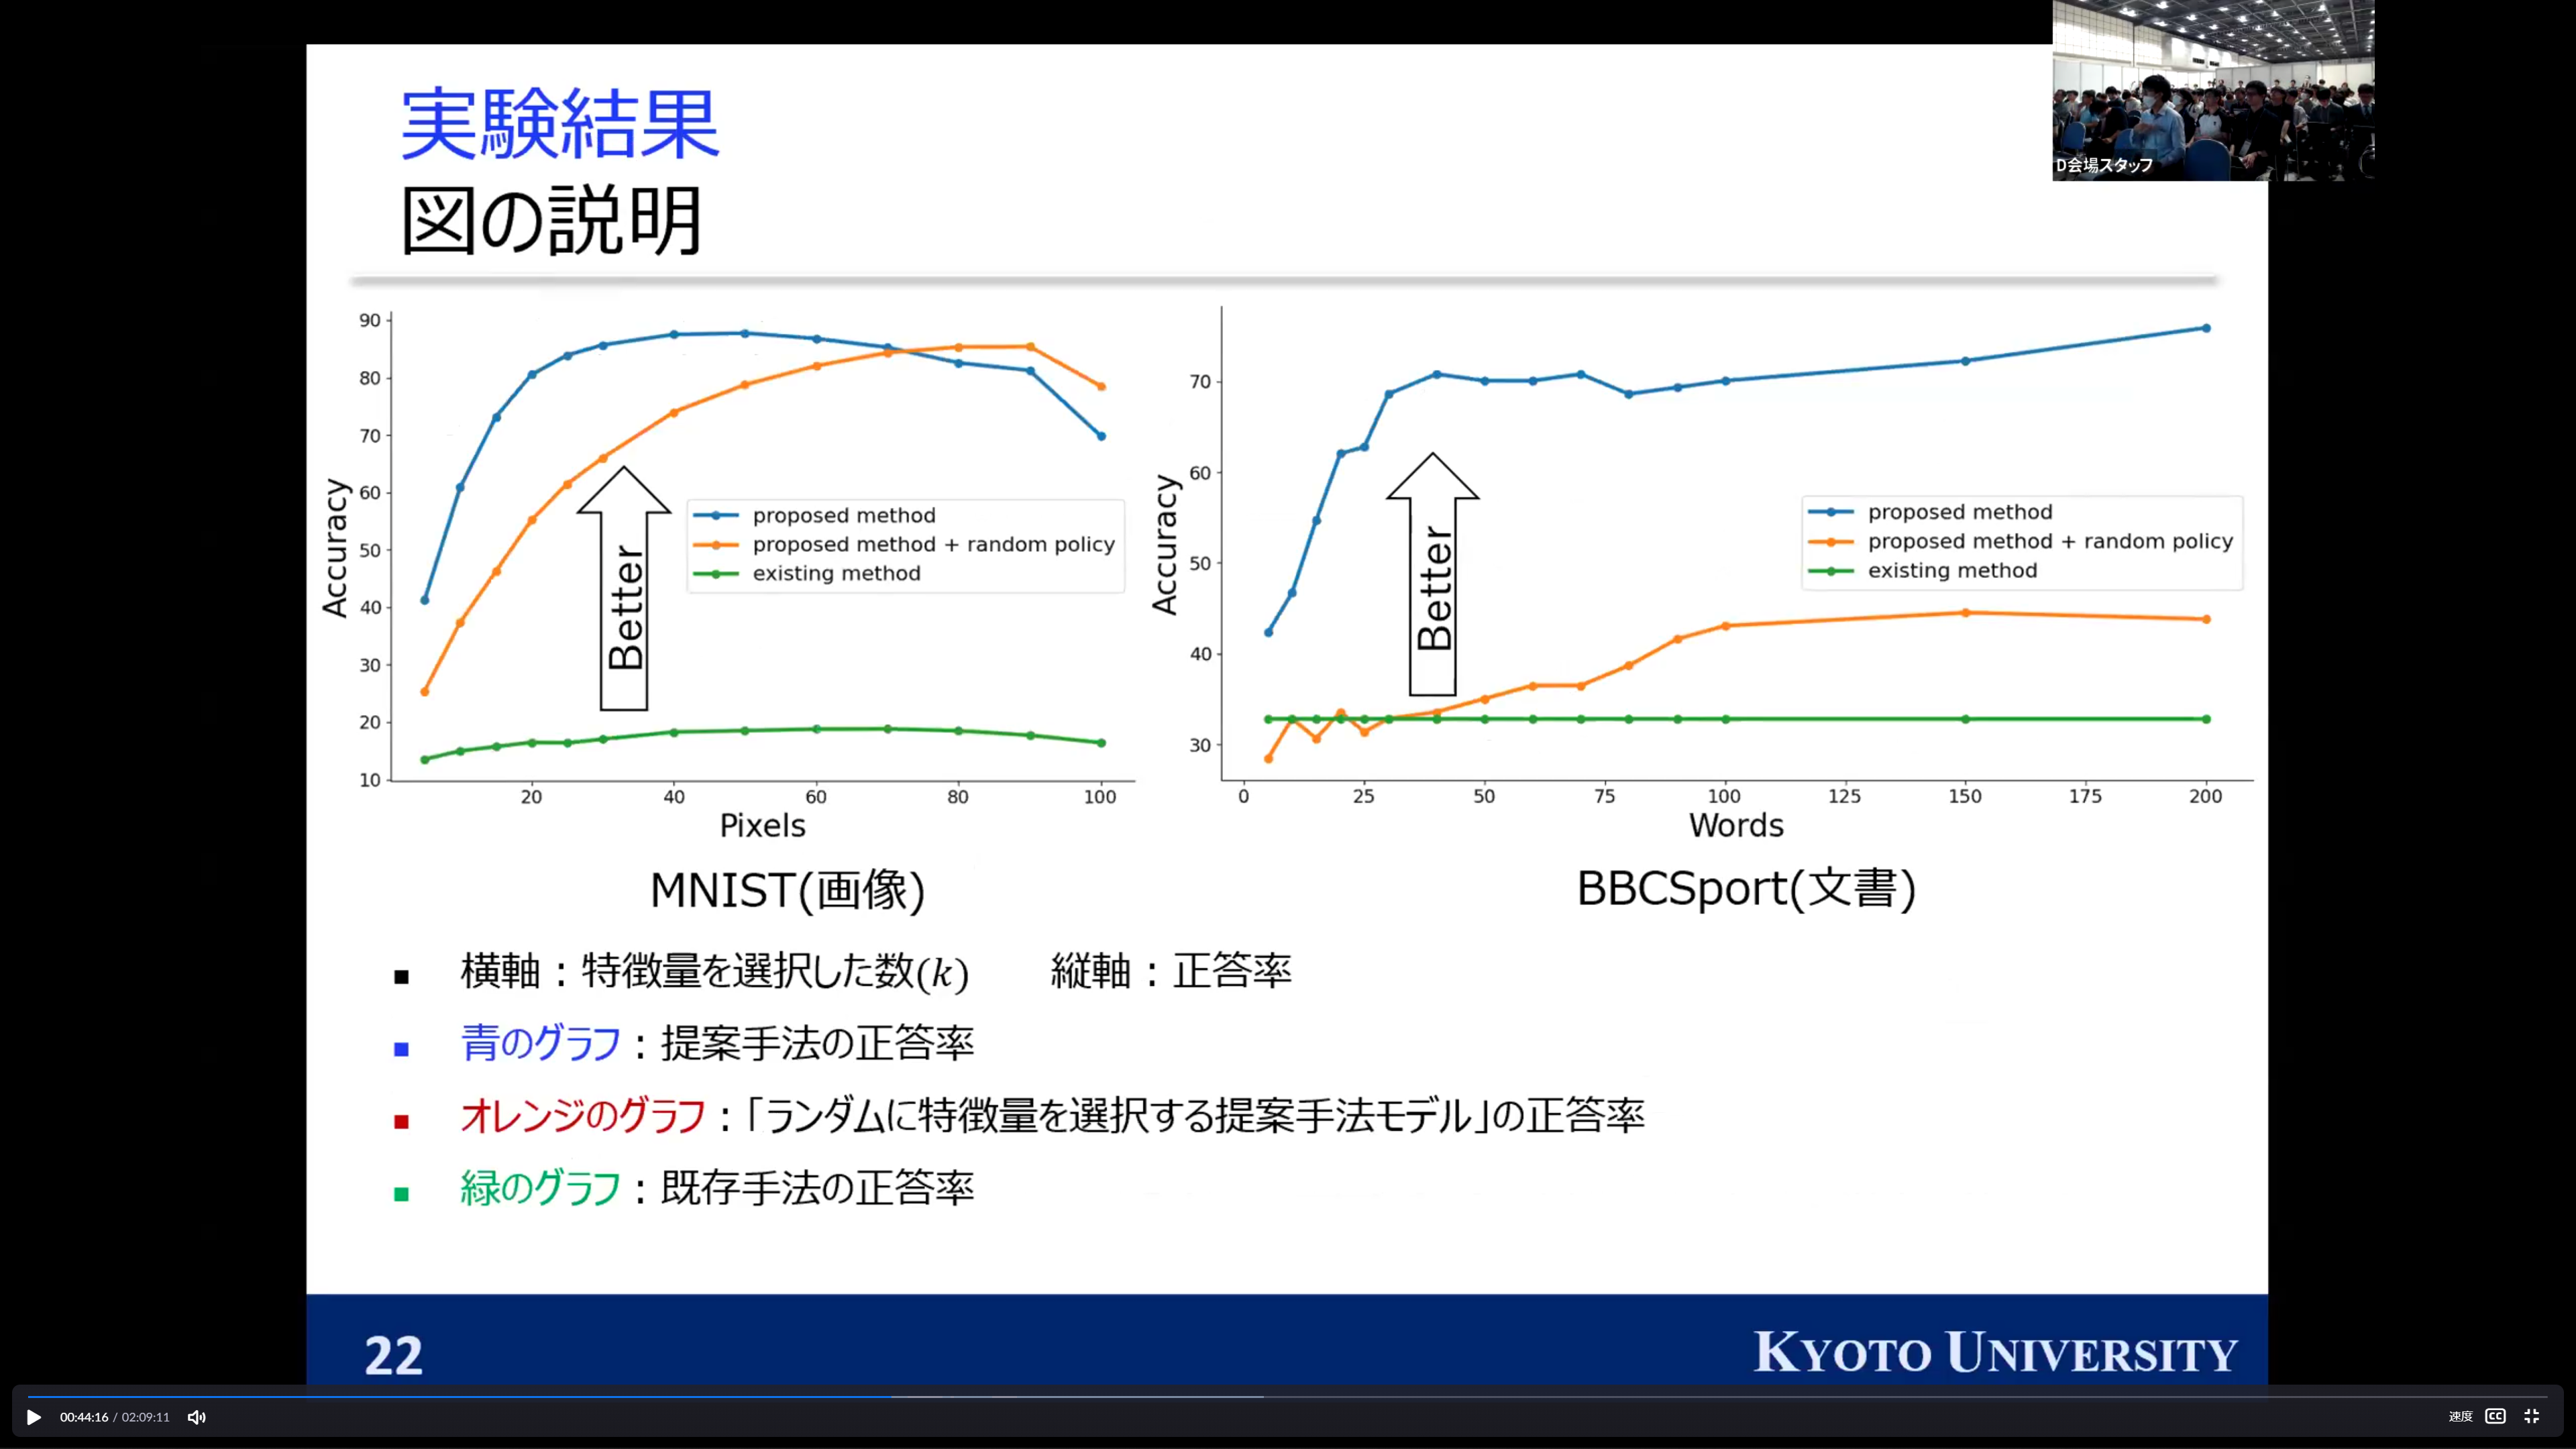 D会場スタッフ
実験結果
図の説明
90
80
70
60
50
40
30
20
10
Accuracy
Better
proposed method
proposed method + random policy
existing method
20 40 60 80 100
Pixels
MNIST(画像)
70
60
50
40
30
Accuracy
Better
proposed method
proposed method + random policy
existing method
0 25 50 75 100 125 150 175 200
Words
BBCSport(文書)
■ 横軸：特徴量を選択した数(k) 縦軸：正答率
■ 青のグラフ：提案手法の正答率
■ オレンジのグラフ：「ランダムに特徴量を選択する提案手法モデル」の正答率
■ 緑のグラフ：既存手法の正答率
22
KYOTO UNIVERSITY
00:44:16 / 02:09:11
速度
CC